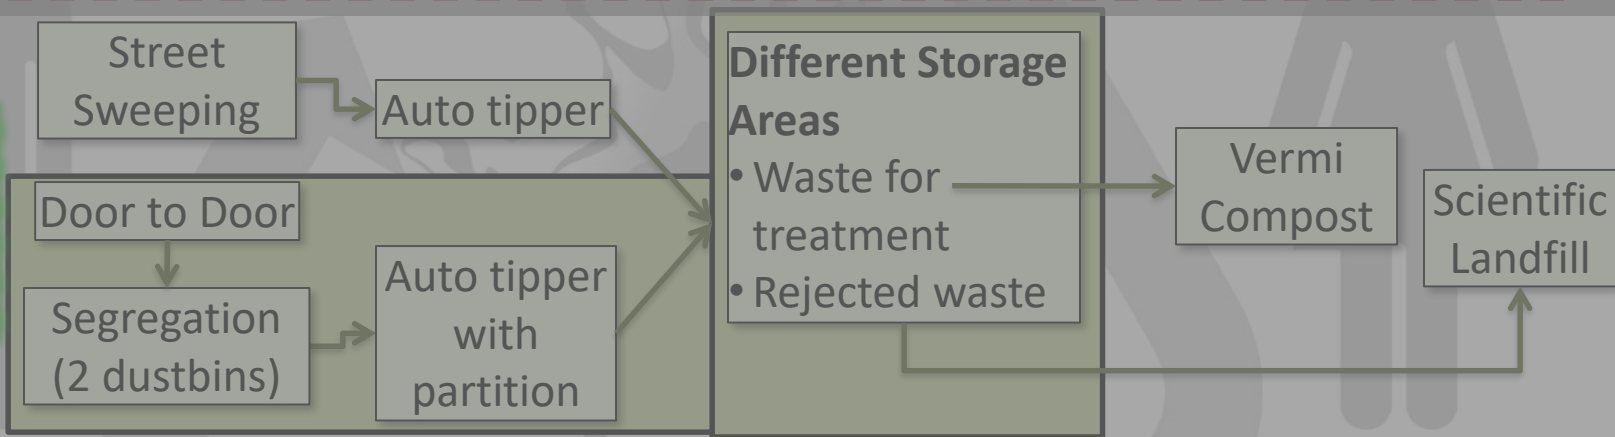 Street
Sweeping
Auto tipper
Door to Door
Segregation
(2 dustbins)
Auto tipper
with
partition
Different Storage
Areas
• Waste for
treatment
• Rejected waste
Vermi
Compost
Scientific
Landfill